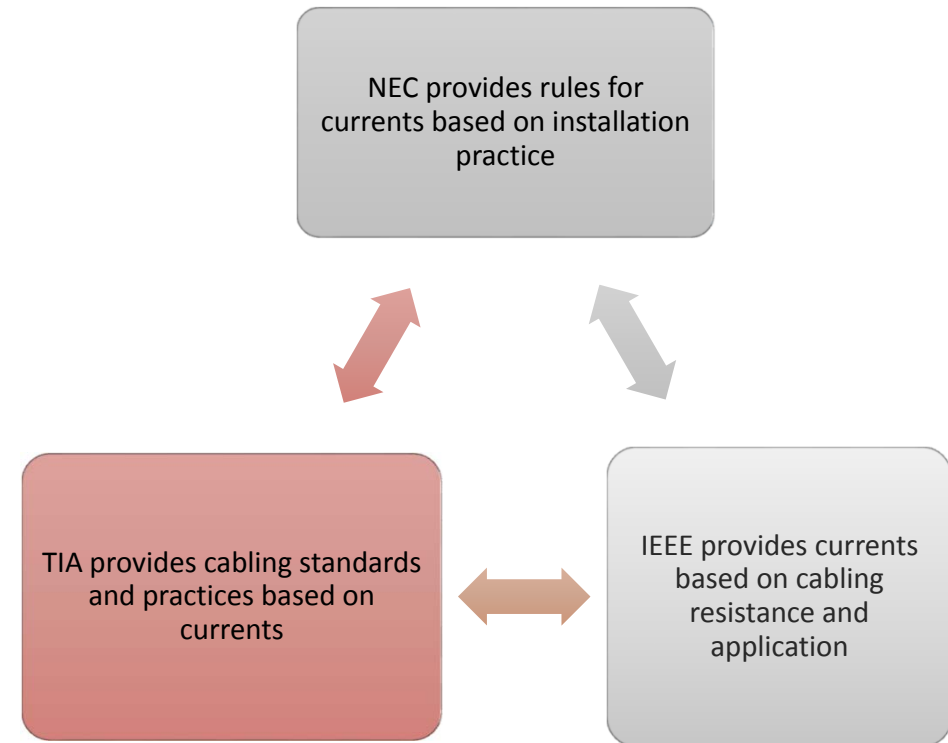 NEC provides rules for
currents based on installation
practice
TIA provides cabling standards
and practices based on
currents
IEEE provides currents
based on cabling
resistance and
application